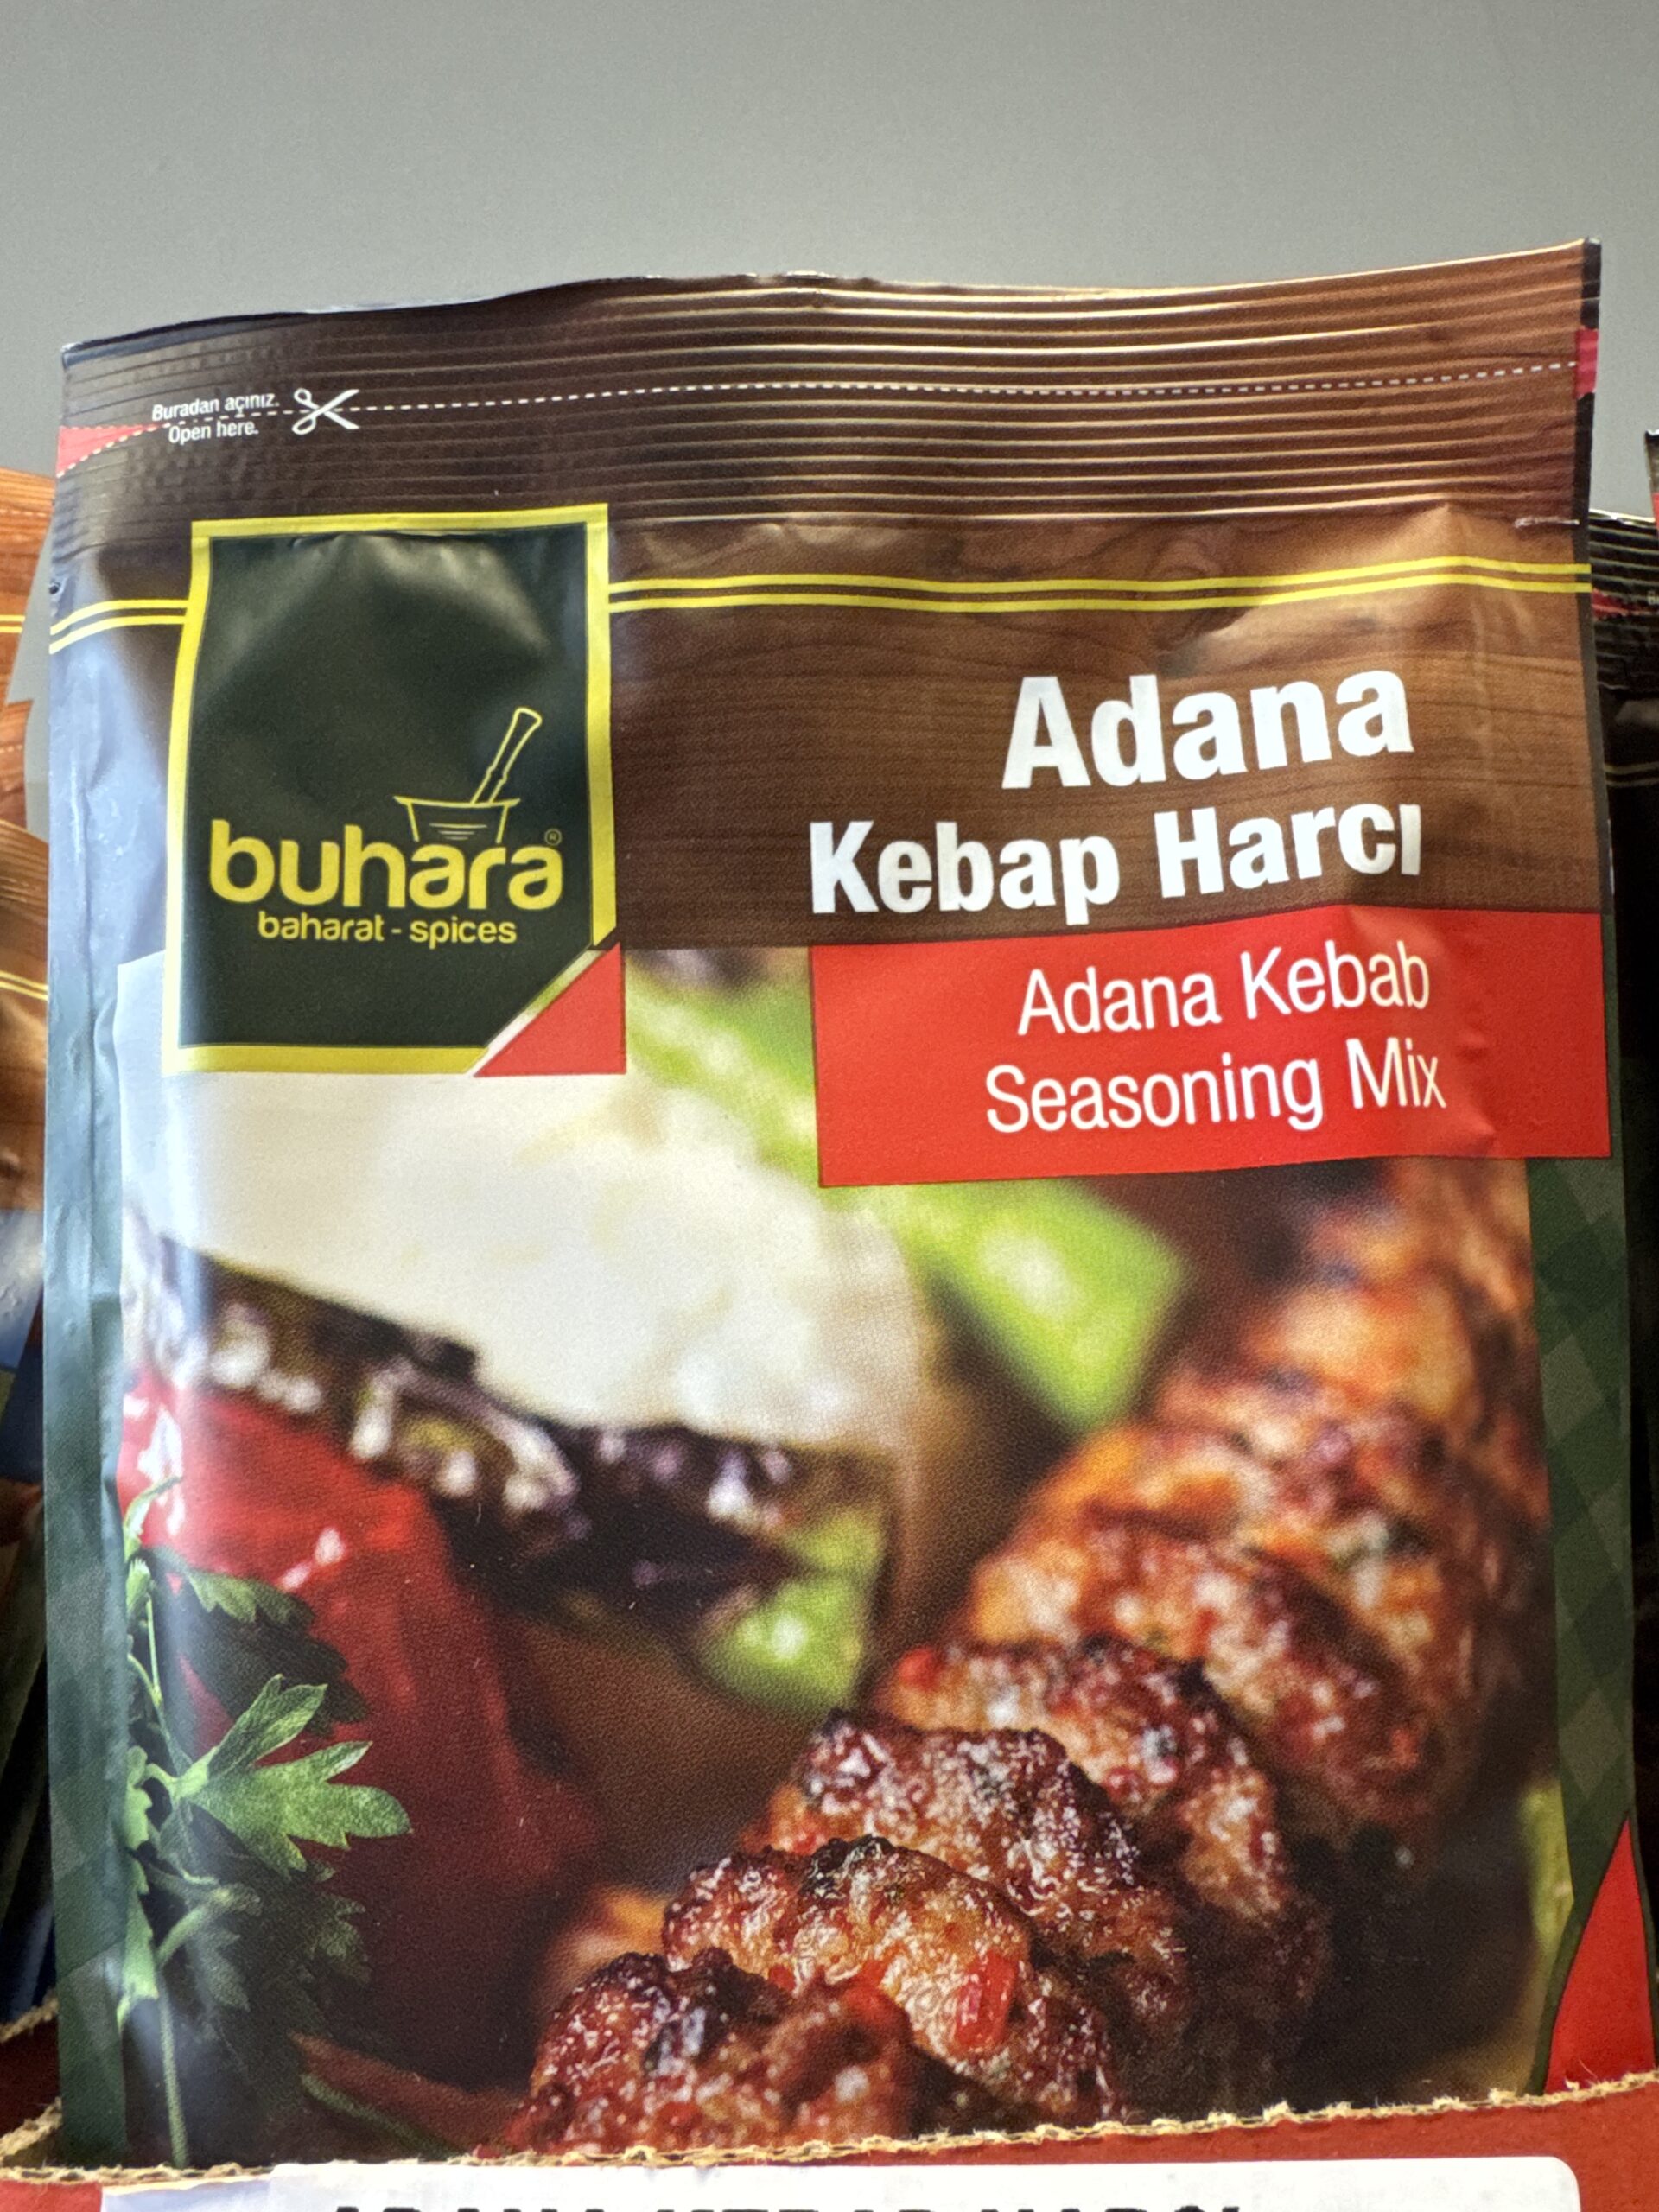 Buradan açınız.
Open here.
buhara®
baharat - spices
Adana
Kebap Harcı
Adana Kebab
Seasoning Mix